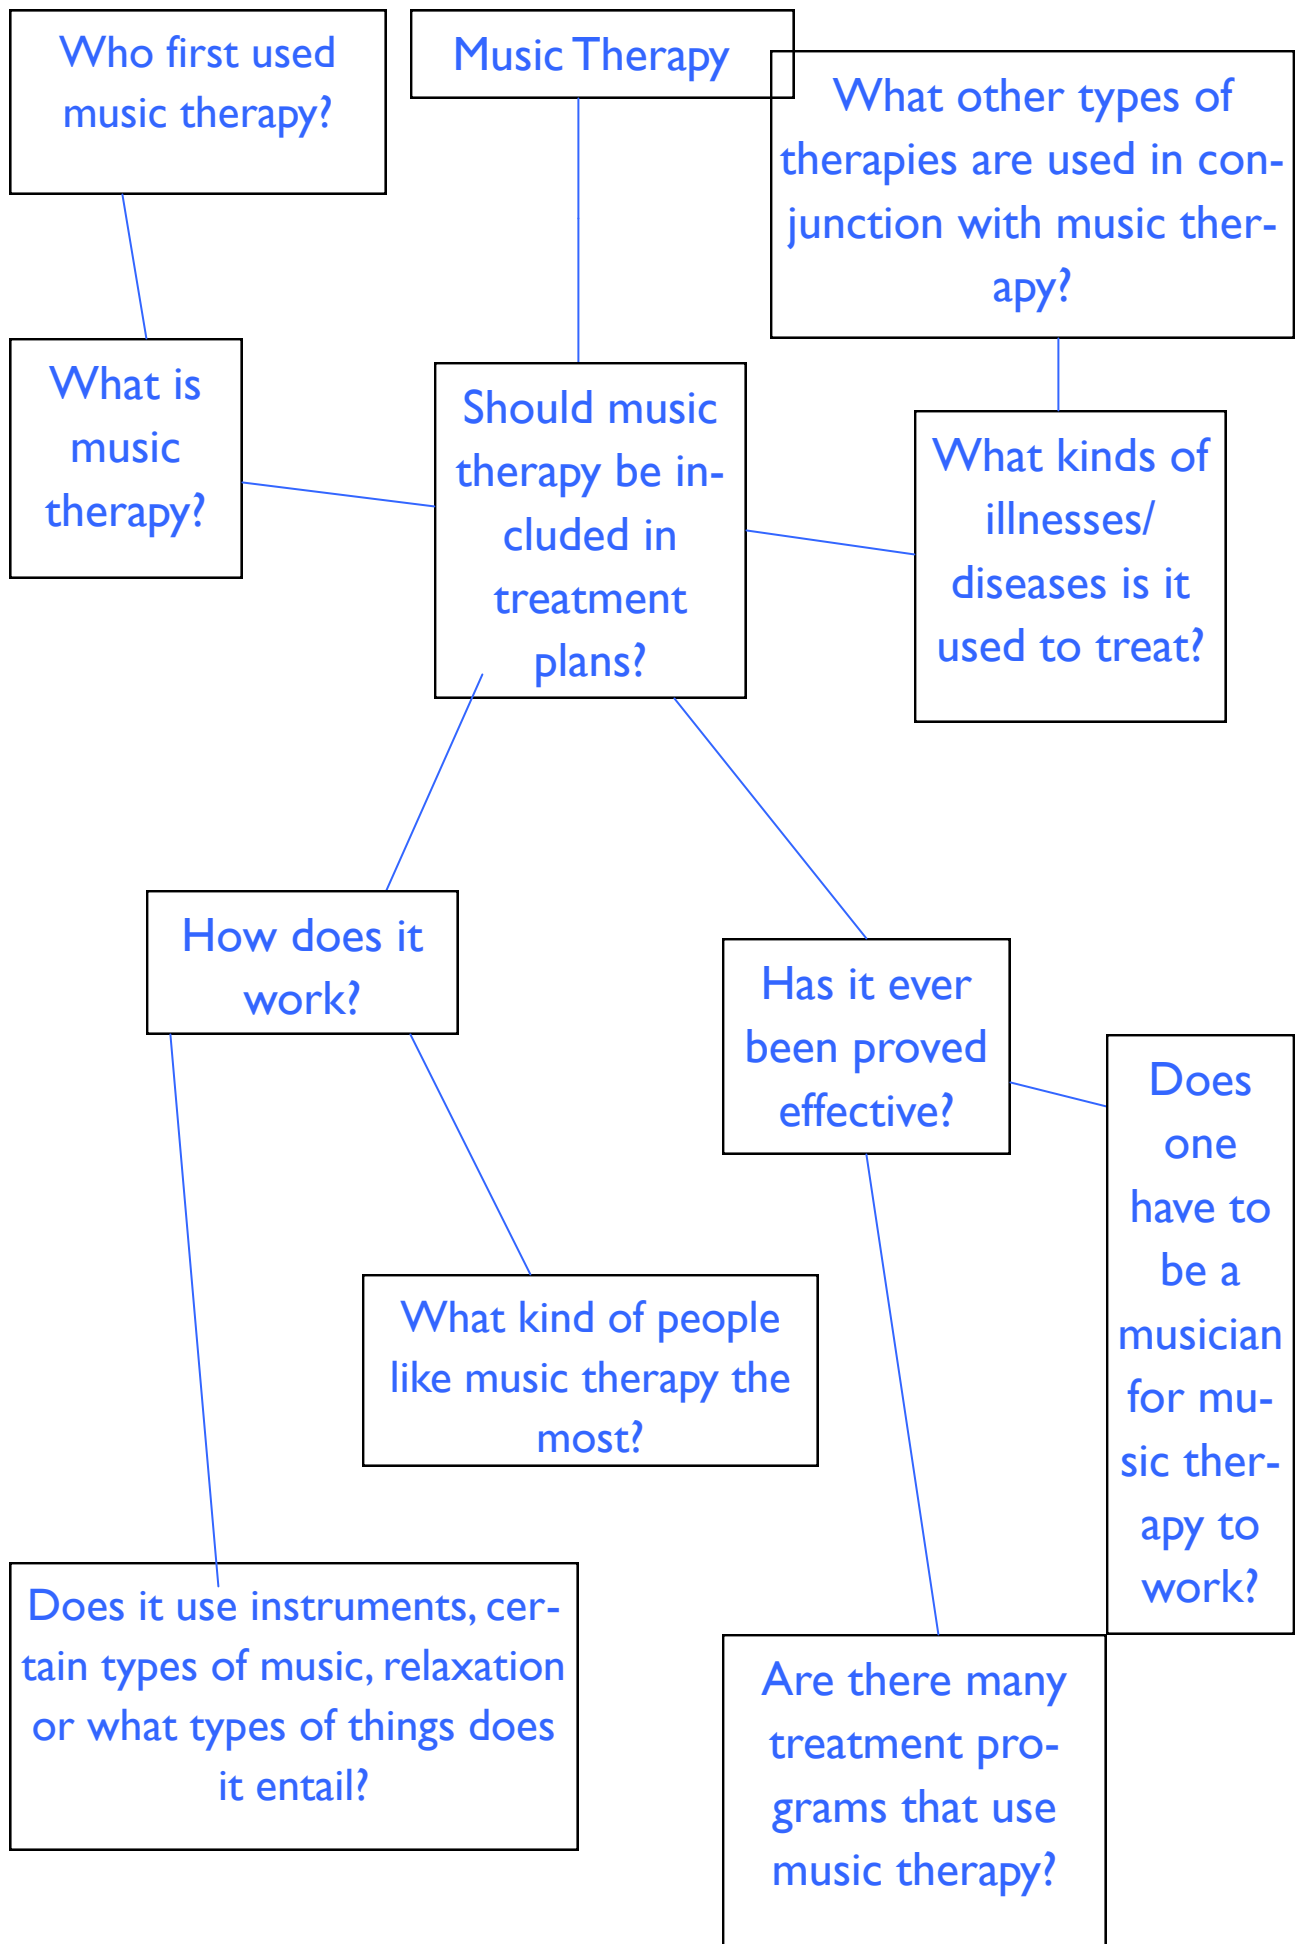 Who first used
music therapy?
Music Therapy
What other types of
therapies are used in con-
junction with music ther-
apy?
What is
music
therapy?
Should music
therapy be in-
cluded in
treatment
plans?
What kinds of
illnesses/
diseases is it
used to treat?
How does it
work?
Has it ever
been proved
effective?
Does
one
have to
be a
musician
for mu-
sic ther-
apy to
work?
What kind of people
like music therapy the
most?
Does it use instruments, cer-
tain types of music, relaxation
or what types of things does
it entail?
Are there many
treatment pro-
grams that use
music therapy?